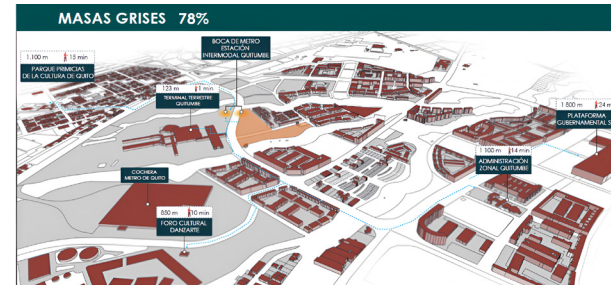 MASAS GRISES 78%
BOCA DE METRO
ESTACIÓN
INTERMODAL QUITUMBE
1.100 m 15 min
PARQUE PRIMICIAS
DE LA CULTURA DE QUITO
123 m 1 min
TERMINAL TERRESTRE
QUITUMBE
1 800 m 24 m
PLATAFORMA
GUBERNAMENTAL S
1 100 m 14 min
ADMINISTRACIÓN
ZONAL QUITUMBE
COCHERA
METRO DE QUITO
850 m 10 min
FORO CULTURAL
DANZARTE